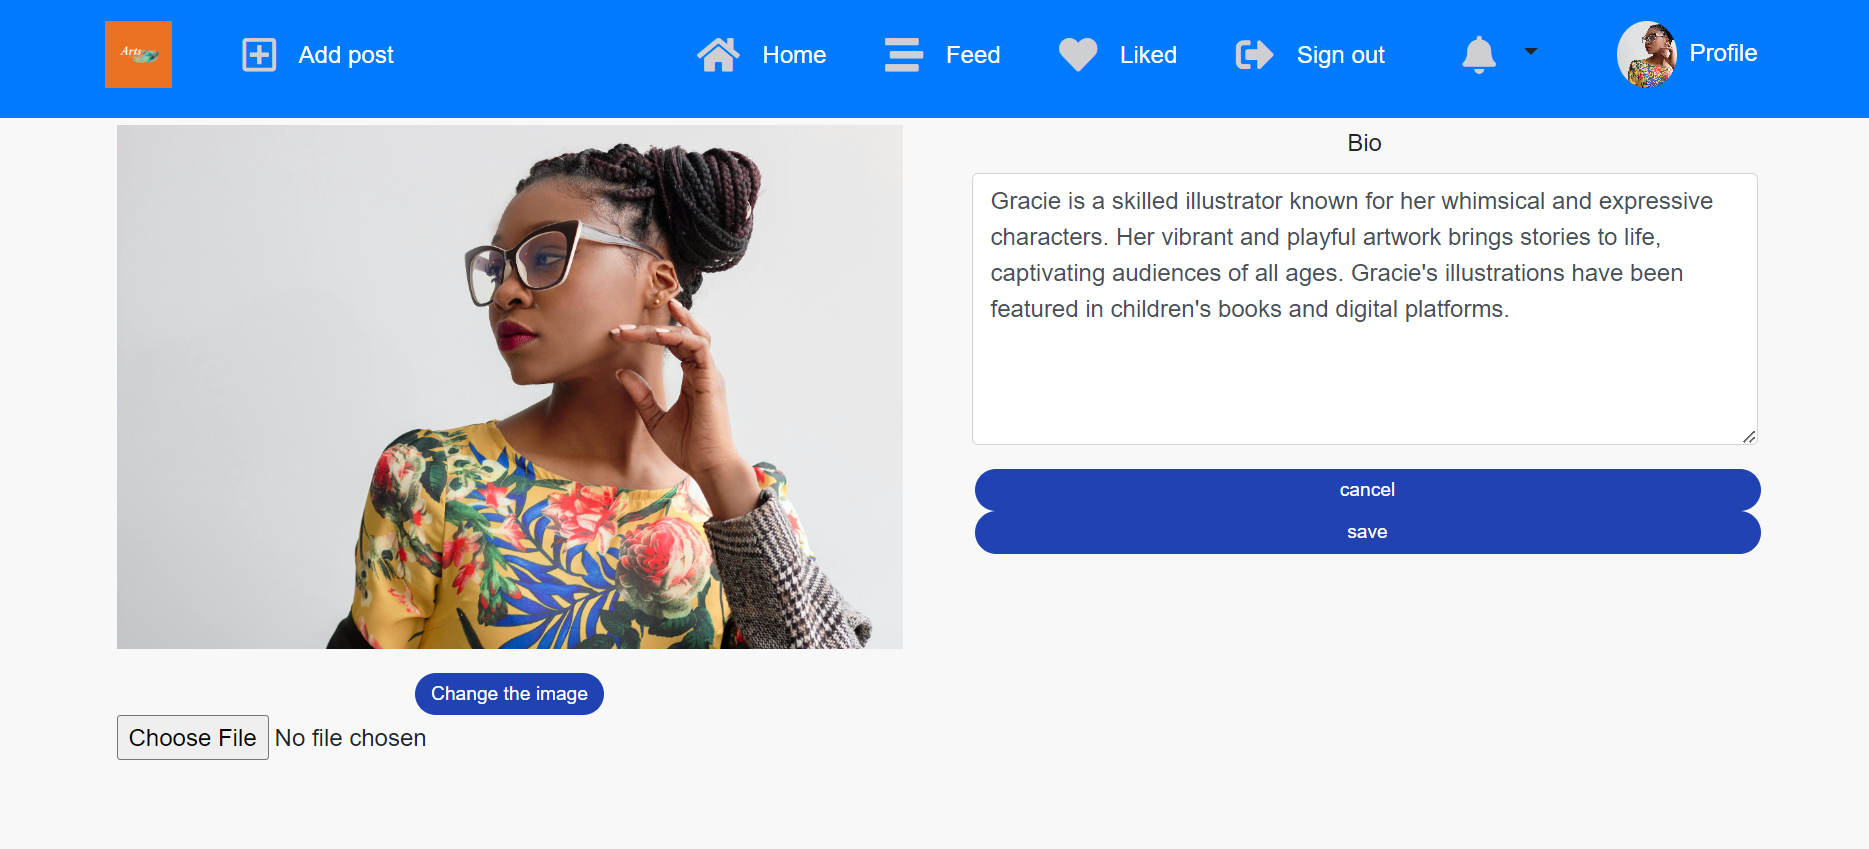 Arts
Add post
Home
Feed
Liked
Sign out
Profile
Bio
Gracie is a skilled illustrator known for her whimsical and expressive
characters. Her vibrant and playful artwork brings stories to life,
captivating audiences of all ages. Gracie's illustrations have been
featured in children's books and digital platforms.
cancel
save
Change the image
Choose File No file chosen